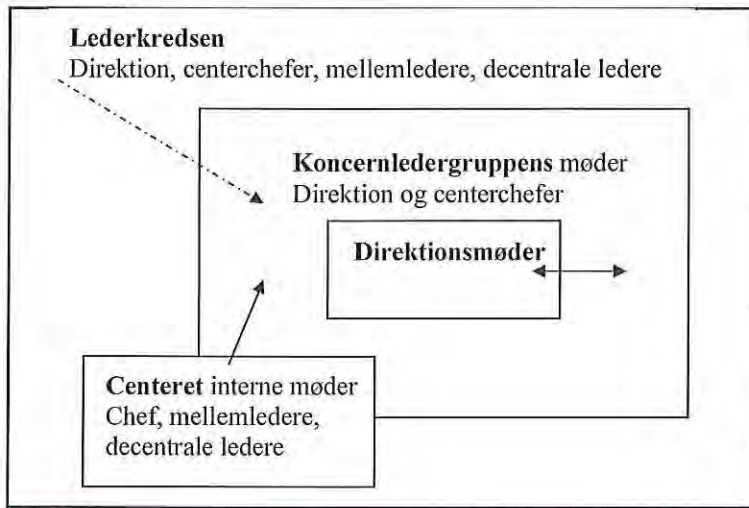 Lederkredsen
Direktion, centerchefer, mellemledere, decentrale ledere
Koncernledergruppens møder
Direktion og centerchefer
Direktionsmøder
Centeret interne møder
Chef, mellemledere,
decentrale ledere